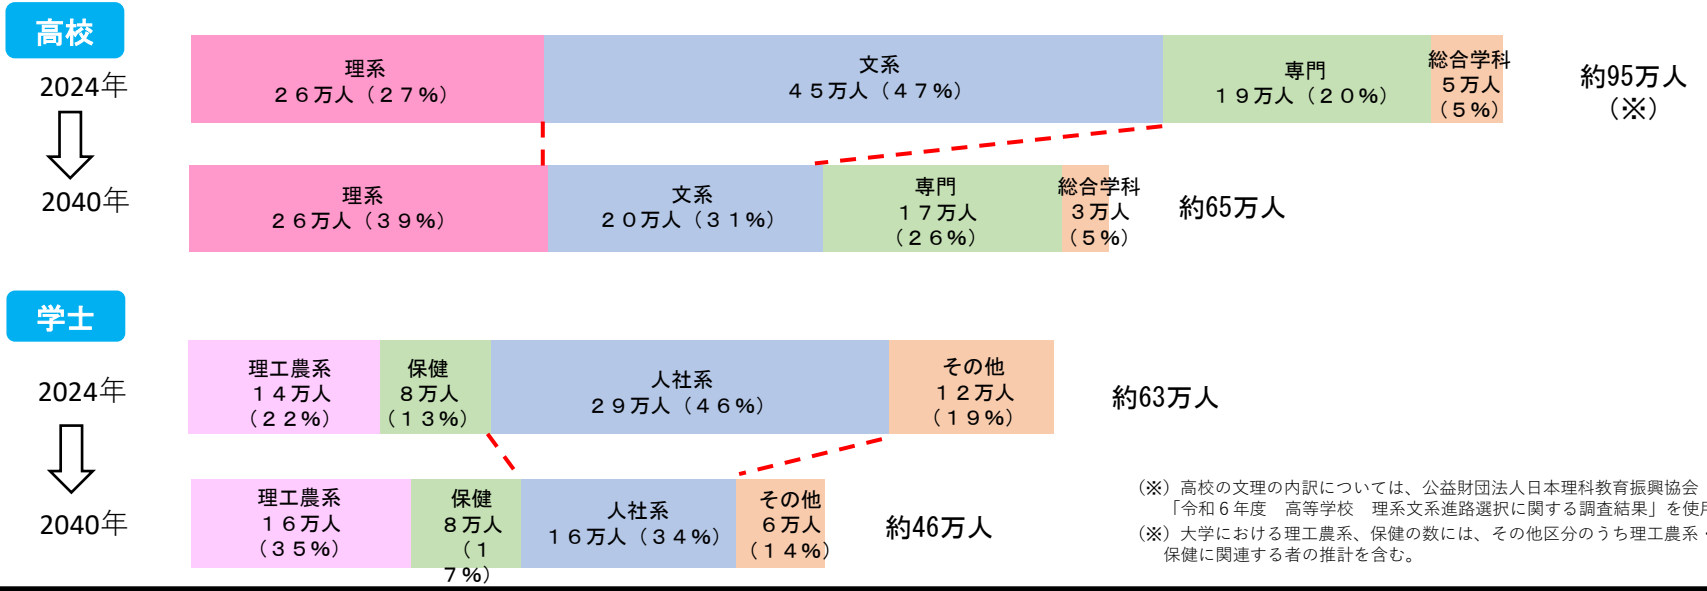 高校
2024年
理系
２６万人（２７%）
文系
４５万人（４７%）
専門
１９万人（２０%）
総合学科
５万人
（５%）
約95万人
（※）
2040年
理系
２６万人（３９%）
文系
２０万人（３１%）
専門
１７万人
（２６%）
総合学科
３万人
（５%）
約65万人
学士
2024年
理工農系
１４万人
（２２%）
保健
８万人
（１３%）
人社系
２９万人（４６%）
その他
１２万人
（１９%）
約63万人
2040年
理工農系
１６万人
（３５%）
保健
８万人
（１
７%）
人社系
１６万人（３４%）
その他
６万人
（１４%）
約46万人
（※）高校の文理の内訳については、公益財団法人日本理科教育振興協会
「令和６年度　高等学校　理系文系進路選択に関する調査結果」を使用
（※）大学における理工農系、保健の数には、その他区分のうち理工農系・
保健に関連する者の推計を含む。